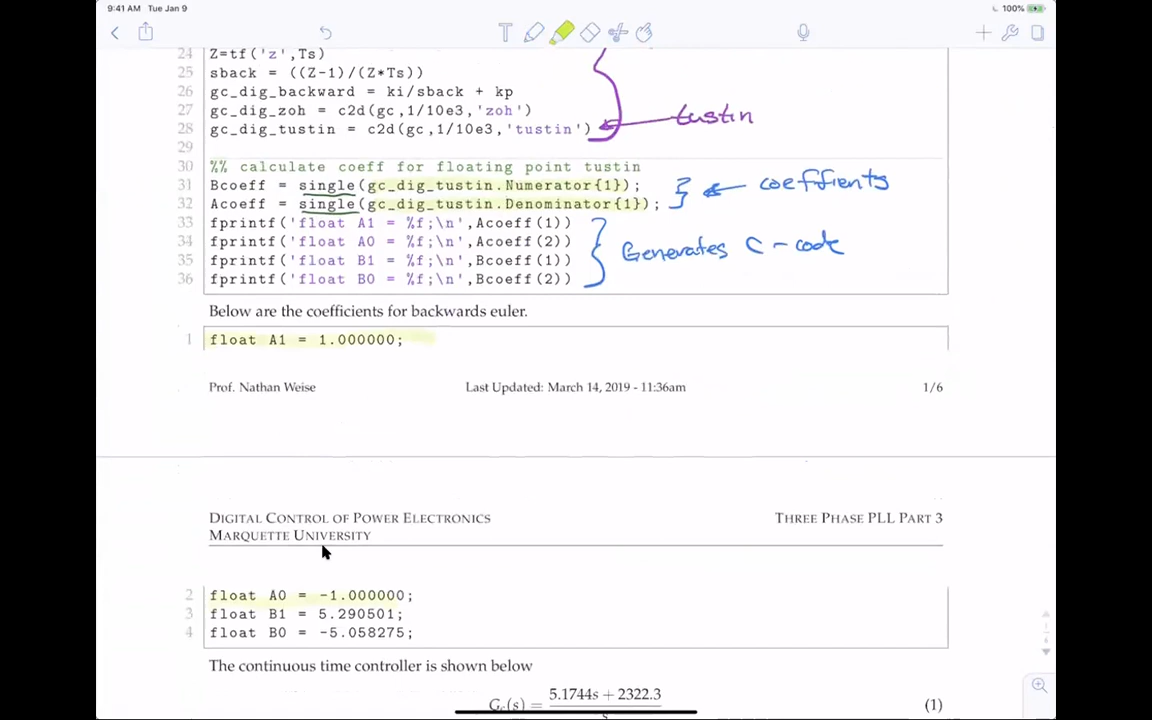 9:41 AM Tue Jan 9
100%
24 Z=tf('z',Ts)
25 sback = ((Z-1)/(Z*Ts))
26 gc_dig_backward = ki/sback + kp
27 gc_dig_zoh = c2d(gc,1/10e3,'zoh')
28 gc_dig_tustin = c2d(gc,1/10e3,'tustin')
tustin
29
30 %% calculate coeff for floating point tustin
31 Bcoeff = single(gc_dig_tustin.Numerator{1});
32 Acoeff = single(gc_dig_tustin.Denominator{1});
coeffients
33 fprintf('float A1 = %f;\n',Acoeff(1))
34 fprintf('float A0 = %f;\n',Acoeff(2))
35 fprintf('float B1 = %f;\n',Bcoeff(1))
36 fprintf('float B0 = %f;\n',Bcoeff(2))
Generates C-code
Below are the coefficients for backwards euler.
1 float A1 = 1.000000;
Prof. Nathan Weise Last Updated: March 14, 2019 - 11:36am 1/6
DIGITAL CONTROL OF POWER ELECTRONICS THREE PHASE PLL PART 3
MARQUETTE UNIVERSITY
2 float A0 = -1.000000;
3 float B1 = 5.290501;
4 float B0 = -5.058275;
The continuous time controller is shown below
G_c(s) = 5.1744s + 2322.3 / s (1)